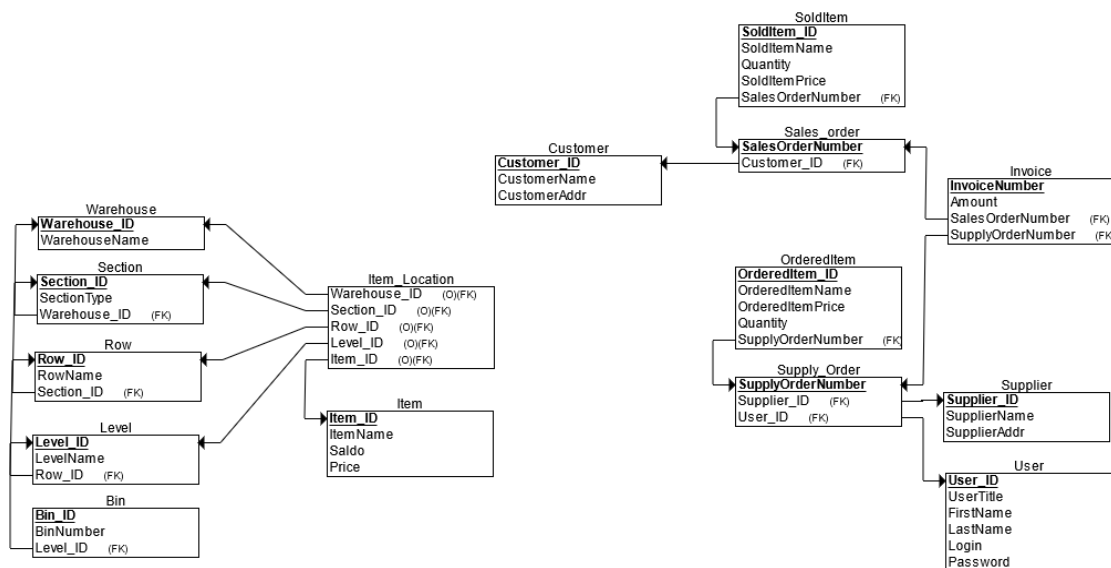 SoldItem
SoldItem_ID
SoldItemName
Quantity
SoldItemPrice
SalesOrderNumber (FK)
Sales_order
SalesOrderNumber
Customer_ID (FK)
Customer
Customer_ID
CustomerName
CustomerAddr
Invoice
InvoiceNumber
Amount
SalesOrderNumber (FK)
SupplyOrderNumber (FK
Warehouse
Warehouse_ID
WarehouseName
Section
Section_ID
SectionType
Warehouse_ID (FK)
Row
Row_ID
RowName
Section_ID (FK)
Level
Level_ID
LevelName
Row_ID (FK)
Bin
Bin_ID
BinNumber
Level_ID (FK)
Item_Location
Warehouse_ID (O)(FK)
Section_ID (O)(FK)
Row_ID (O)(FK)
Level_ID (O)(FK)
Item_ID (O)(FK)
Item
Item_ID
ItemName
Saldo
Price
OrderedItem
OrderedItem_ID
OrderedItemName
OrderedItemPrice
Quantity
SupplyOrderNumber (FK)
Supply_Order
SupplyOrderNumber
Supplier_ID (FK)
User_ID (FK)
Supplier
Supplier_ID
SupplierName
SupplierAddr
User
User_ID
UserTitle
FirstName
LastName
Login
Password